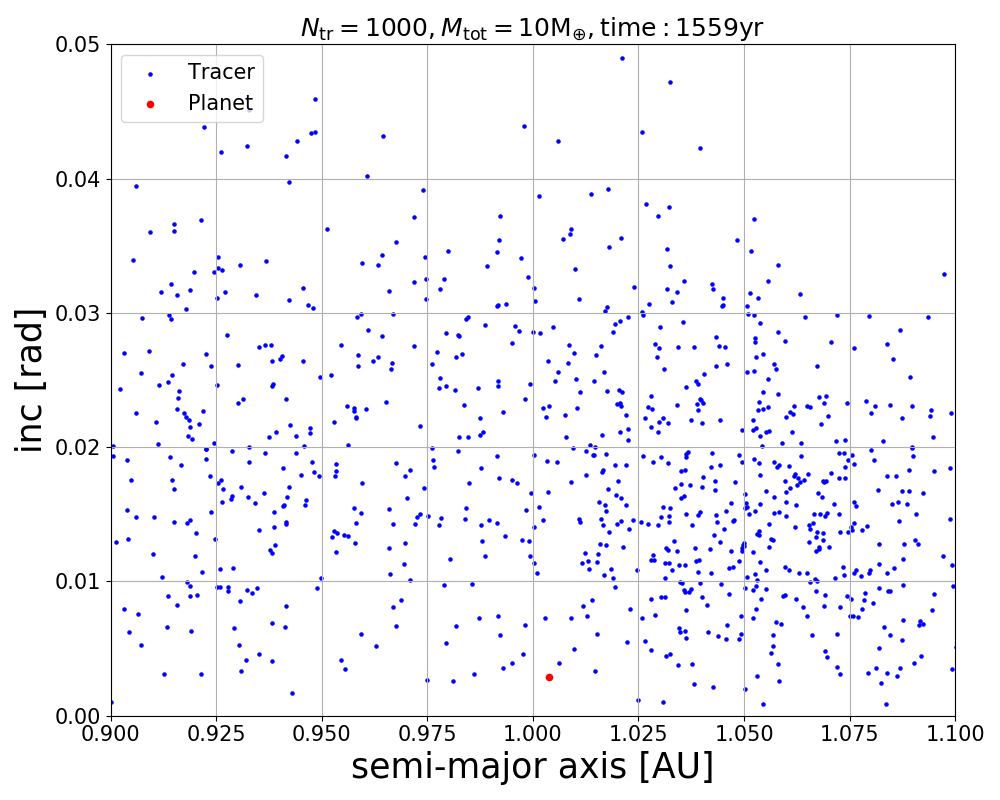 N_tr = 1000, M_tot = 10M_⊕, time : 1559yr
Tracer
Planet
0.05
0.04
0.03
0.02
0.01
0.00
inc [rad]
0.900 0.925 0.950 0.975 1.000 1.025 1.050 1.075 1.100
semi-major axis [AU]